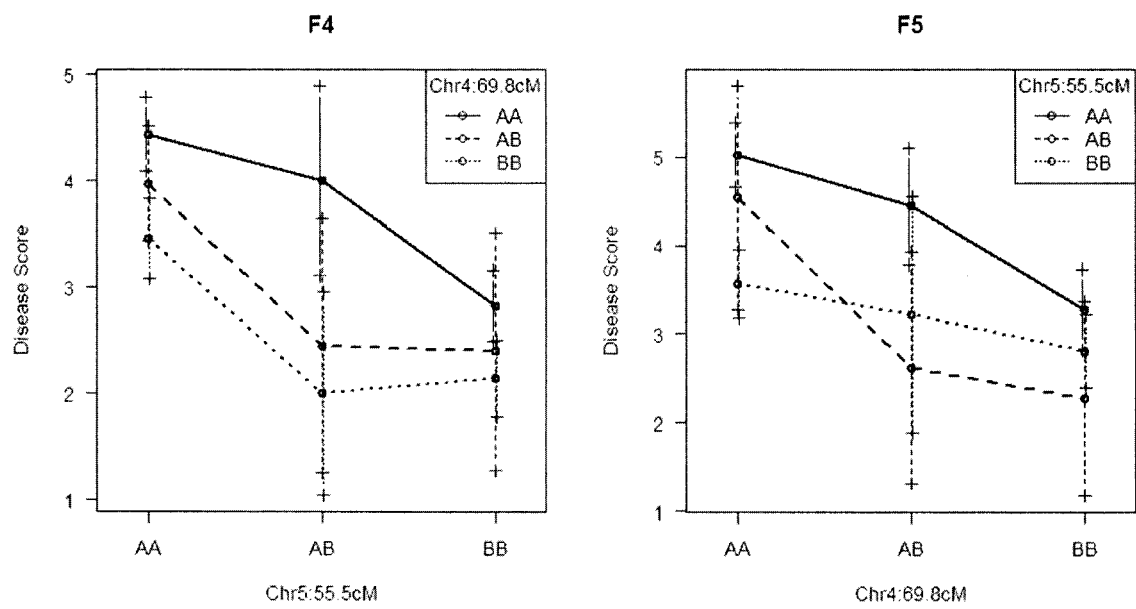 F4
5
4
3
2
1
Disease Score
Chr4:69.8cM
AA
AB
BB
AA
AB
BB
Chr5:55.5cM
F5
5
4
3
2
1
Disease Score
Chr5:55.5cM
AA
AB
BB
AA
AB
BB
Chr4:69.8cM